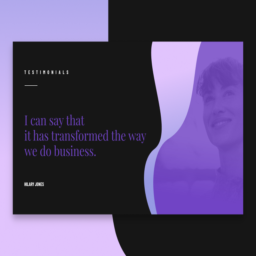 TESTIMONIALS
I can say that
it has transformed the way
we do business.
HILARY JONES